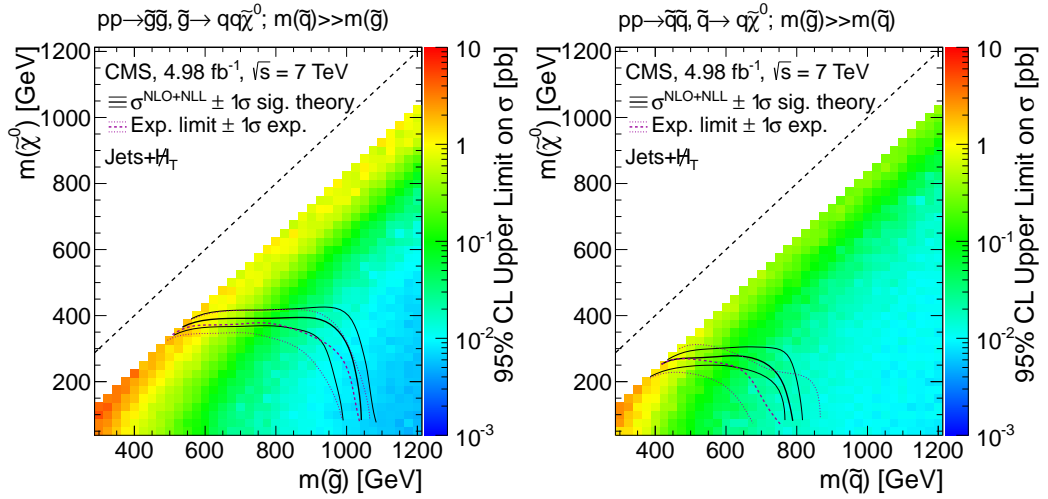 pp→g̃g̃, g̃→ qqχ̃⁰; m(q̃)>>m(g̃)
m(χ̃⁰) [GeV]
1200
1000
800
600
400
200
CMS, 4.98 fb⁻¹, √s = 7 TeV
σᴺᴸᴼ⁺ᴺᴸᴸ ± 1σ sig. theory
Exp. limit ± 1σ exp.
Jets+H̸_T
400 600 800 1000 1200
m(g̃) [GeV]
10
1
10⁻¹
10⁻²
10⁻³
95% CL Upper Limit on σ [pb]
pp→q̃q̃, q̃→ qχ̃⁰; m(g̃)>>m(q̃)
m(χ̃⁰) [GeV]
1200
1000
800
600
400
200
CMS, 4.98 fb⁻¹, √s = 7 TeV
σᴺᴸᴼ⁺ᴺᴸᴸ ± 1σ sig. theory
Exp. limit ± 1σ exp.
Jets+H̸_T
400 600 800 1000 1200
m(q̃) [GeV]
10
1
10⁻¹
10⁻²
10⁻³
95% CL Upper Limit on σ [pb]